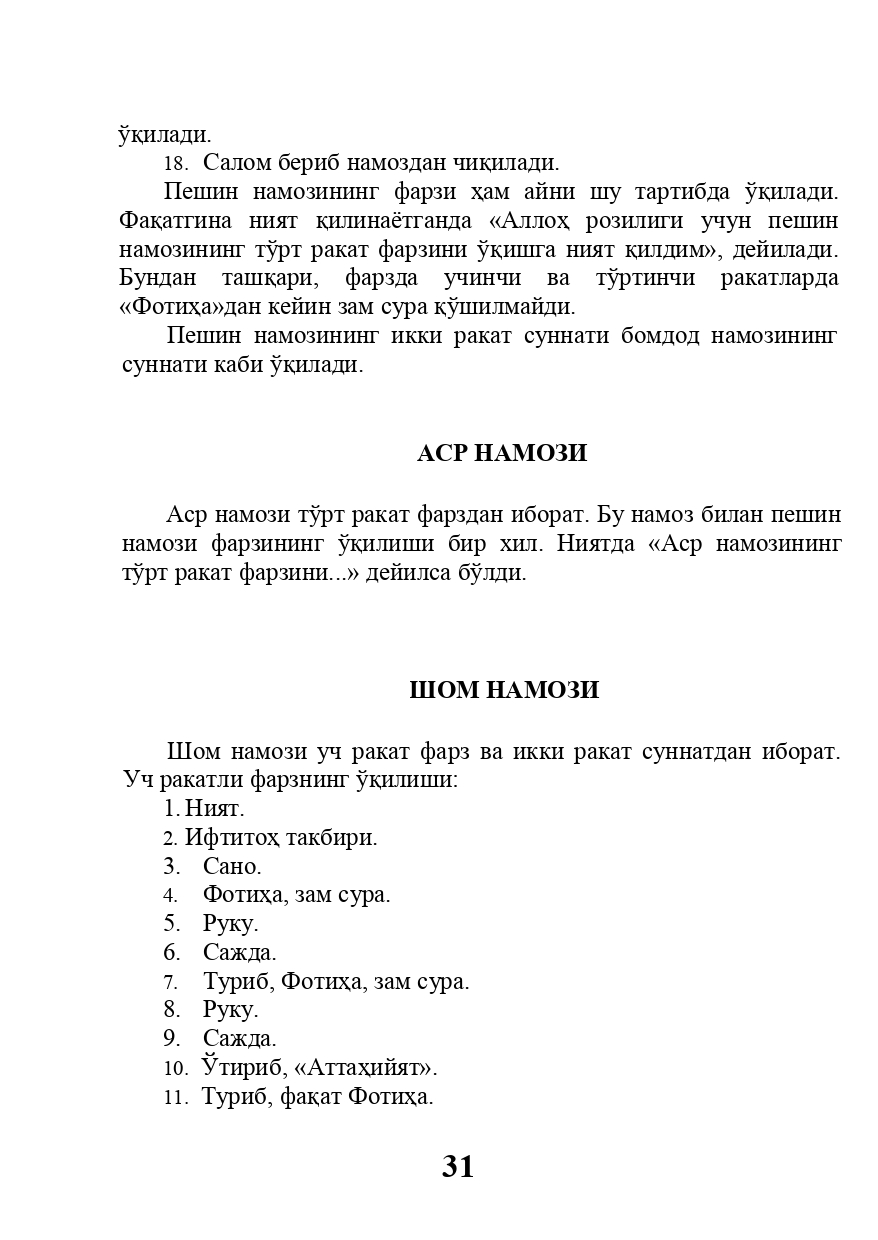 ўқилади.
18. Салом бериб намоздан чиқилади.
Пешин намозининг фарзи ҳам айни шу тартибда ўқилади.
Фақатгина ният қилинаётганда «Аллоҳ розилиги учун пешин
намозининг тўрт ракат фарзини ўқишга ният қилдим», дейилади.
Бундан ташқари, фарзда учинчи ва тўртинчи ракатларда
«Фотиҳа»дан кейин зам сура қўшилмайди.
Пешин намозининг икки ракат суннати бомдод намозининг
суннати каби ўқилади.
АСР НАМОЗИ
Аср намози тўрт ракат фарздан иборат. Бу намоз билан пешин
намози фарзининг ўқилиши бир хил. Ниятда «Аср намозининг
тўрт ракат фарзини...» дейилса бўлди.
ШОМ НАМОЗИ
Шом намози уч ракат фарз ва икки ракат суннатдан иборат.
Уч ракатли фарзнинг ўқилиши:
1. Ният.
2. Ифтитоҳ такбири.
3. Сано.
4. Фотиҳа, зам сура.
5. Руку.
6. Сажда.
7. Туриб, Фотиҳа, зам сура.
8. Руку.
9. Сажда.
10. Ўтириб, «Аттаҳийят».
11. Туриб, фақат Фотиҳа.
31